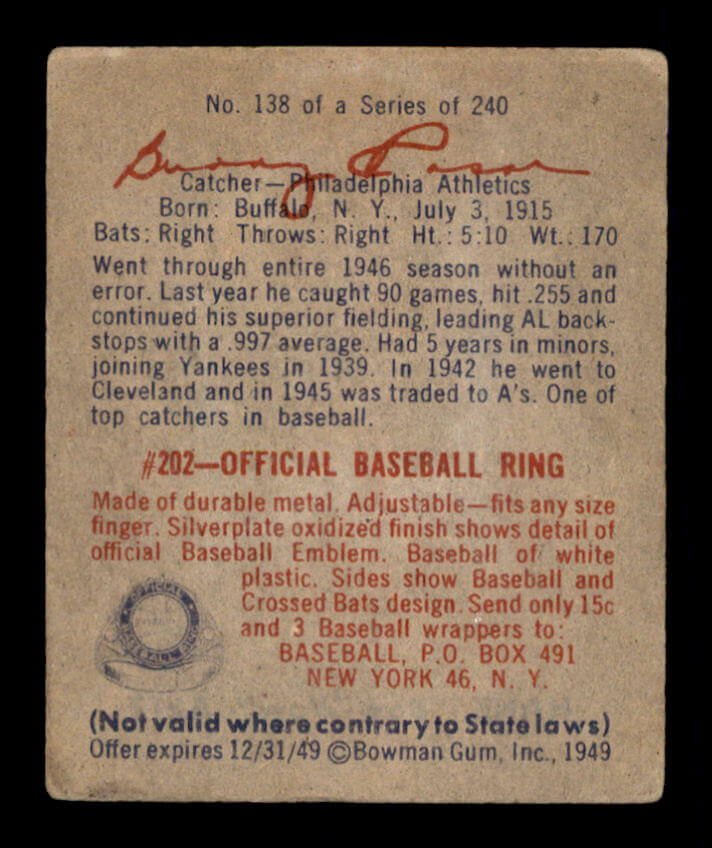 No. 138 of a Series of 240
Buddy Rosar
Catcher—Philadelphia Athletics
Born: Buffalo, N. Y., July 3, 1915
Bats: Right Throws: Right Ht.: 5:10 Wt.: 170
Went through entire 1946 season without an
error. Last year he caught 90 games, hit .255 and
continued his superior fielding, leading AL back-
stops with a .997 average. Had 5 years in minors,
joining Yankees in 1939. In 1942 he went to
Cleveland and in 1945 was traded to A's. One of
top catchers in baseball.
#202—OFFICIAL BASEBALL RING
Made of durable metal. Adjustable—fits any size
finger. Silverplate oxidized finish shows detail of
official Baseball Emblem. Baseball of white
plastic. Sides show Baseball and
Crossed Bats design. Send only 15c
and 3 Baseball wrappers to:
BASEBALL, P.O. BOX 491
NEW YORK 46, N. Y.
OFFICIAL
BASEBALL RING
(Not valid where contrary to State laws)
Offer expires 12/31/49 ©Bowman Gum, Inc., 1949